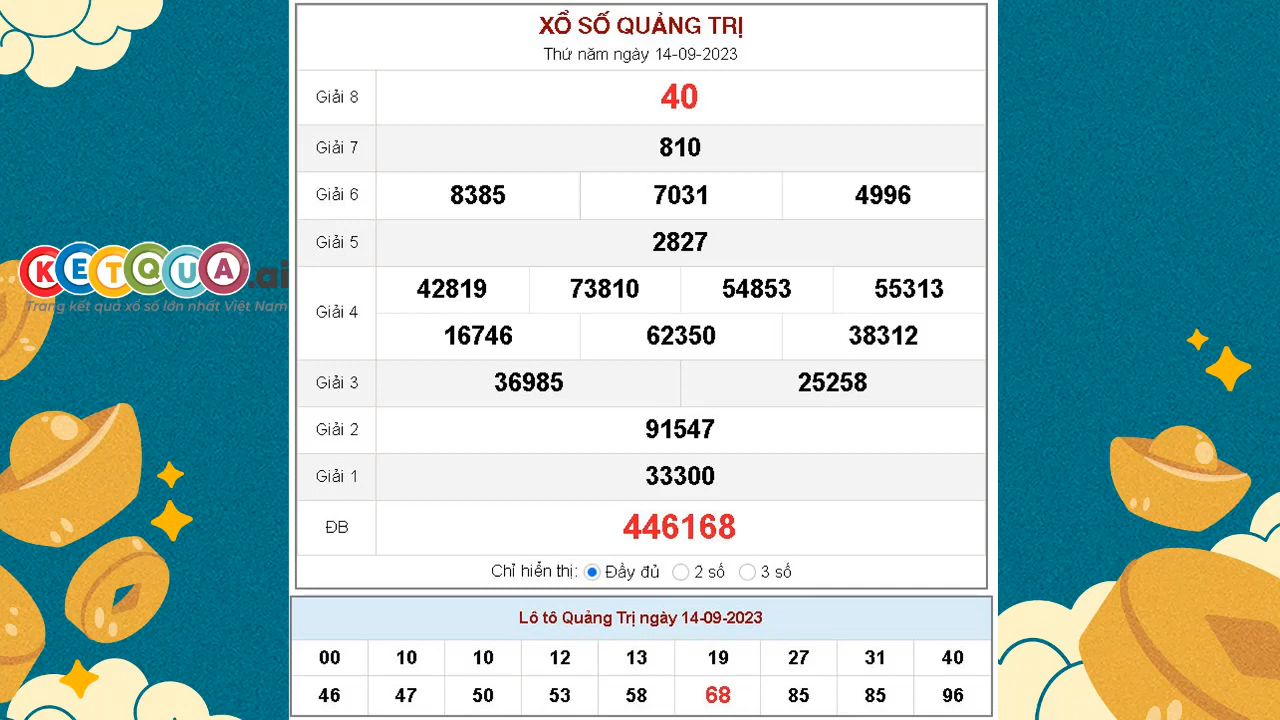 XỔ SỐ QUẢNG TRỊ
Thứ năm ngày 14-09-2023
Giải 8 40
Giải 7 810
Giải 6 8385 7031 4996
Giải 5 2827
Giải 4 42819 73810 54853 55313
16746 62350 38312
Giải 3 36985 25258
Giải 2 91547
Giải 1 33300
ĐB 446168
Chỉ hiển thị: Đầy đủ 2 số 3 số
Lô tô Quảng Trị ngày 14-09-2023
00 10 10 12 13 19 27 31 40
46 47 50 53 58 68 85 85 96
KETQUA.ai
Trang kết quả xổ số lớn nhất Việt Nam